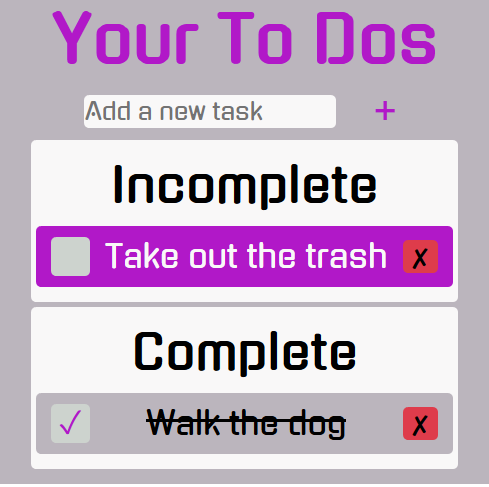 Your To Dos
Add a new task +
Incomplete
Take out the trash ✗
Complete
✓ Walk the dog ✗